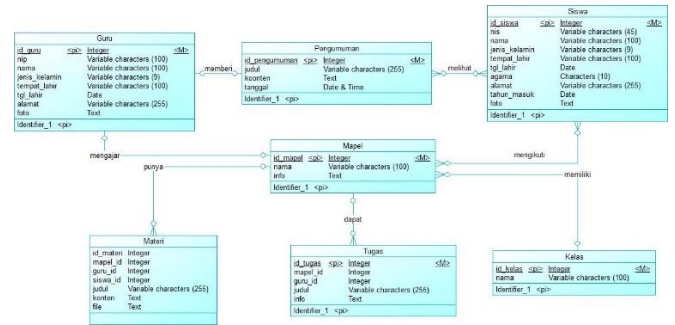 Guru
id_guru <pi> Integer <M>
nip Variable characters (100)
nama Variable characters (100)
jenis_kelamin Variable characters (9)
tempat_lahir Variable characters (100)
tgl_lahir Date
alamat Variable characters (255)
foto Text
Identifier_1 <pi>
memberi
Pengumuman
id_pengumuman <pi> Integer <M>
judul Variable characters (255)
koonten Text
tanggal Date & Time
Identifier_1 <pi>
melihat
Siswa
id_siswa <pi> Integer <M>
nis Variable characters (45)
nama Variable characters (100)
jenis_kelamin Variable characters (9)
tempat_lahir Variable characters (100)
tgl_lahir Date
agama Characters (10)
alamat Variable characters (255)
tahun_masuk Date
foto Text
Identifier_1 <pi>
mengajar
punya
Mapel
id_mapel <pi> Integer <M>
nama Variable characters (100)
info Text
Identifier_1 <pi>
mengikuti
memiliki
dapat
Materi
id_materi Integer
mapel_id Integer
guru_id Integer
siswa_id Integer
judul Variable characters (255)
konten Text
file Text
Tugas
id_tugas <pi> Integer <M>
mapel_id Integer
guru_id Integer
judul Variable characters (255)
info Text
Identifier_1 <pi>
Kelas
id_kelas <pi> Integer <M>
nama Variable characters (100)
Identifier_1 <pi>